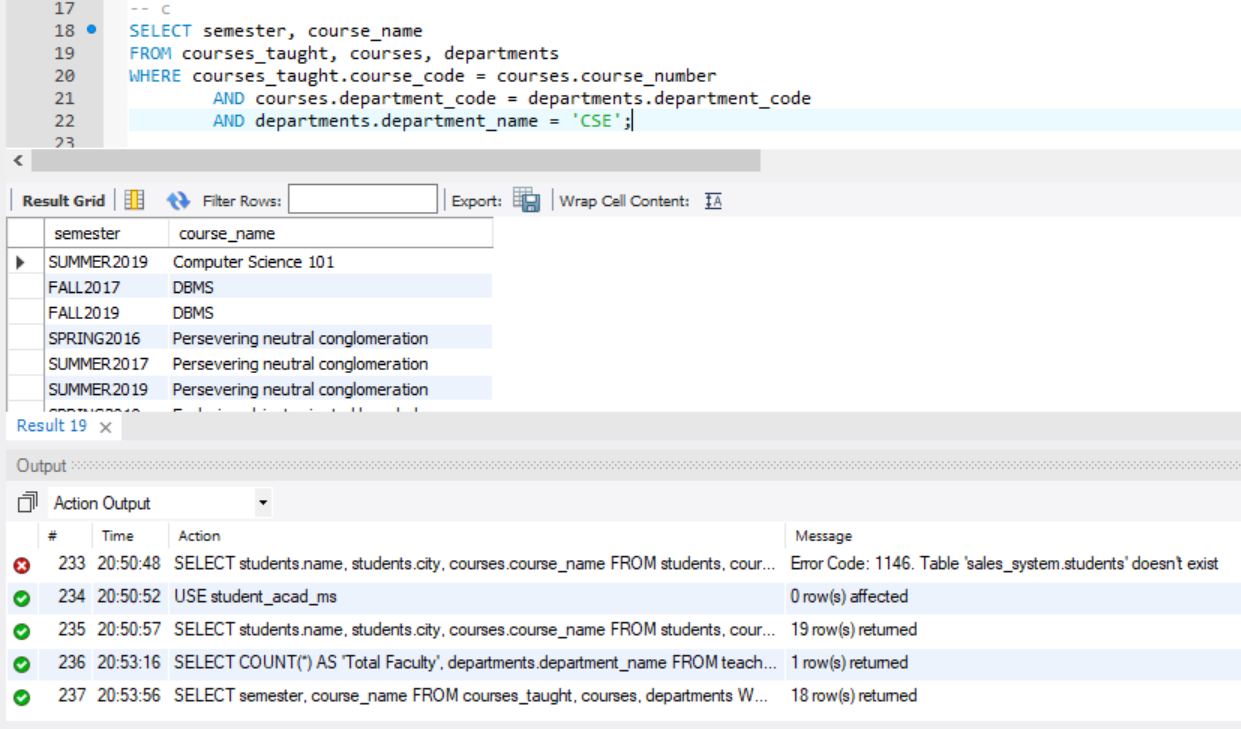 17 -- c
18 SELECT semester, course_name
19 FROM courses_taught, courses, departments
20 WHERE courses_taught.course_code = courses.course_number
21 AND courses.department_code = departments.department_code
22 AND departments.department_name = 'CSE';
23
Result Grid Filter Rows: Export: Wrap Cell Content: IA
semester course_name
SUMMER2019 Computer Science 101
FALL2017 DBMS
FALL2019 DBMS
SPRING2016 Persevering neutral conglomeration
SUMMER2017 Persevering neutral conglomeration
SUMMER2019 Persevering neutral conglomeration
Result 19 ×
Output
Action Output
# Time Action Message
233 20:50:48 SELECT students.name, students.city, courses.course_name FROM students, cour... Error Code: 1146. Table 'sales_system.students' doesn't exist
234 20:50:52 USE student_acad_ms 0 row(s) affected
235 20:50:57 SELECT students.name, students.city, courses.course_name FROM students, cour... 19 row(s) returned
236 20:53:16 SELECT COUNT(*) AS 'Total Faculty', departments.department_name FROM teach... 1 row(s) returned
237 20:53:56 SELECT semester, course_name FROM courses_taught, courses, departments W... 18 row(s) returned